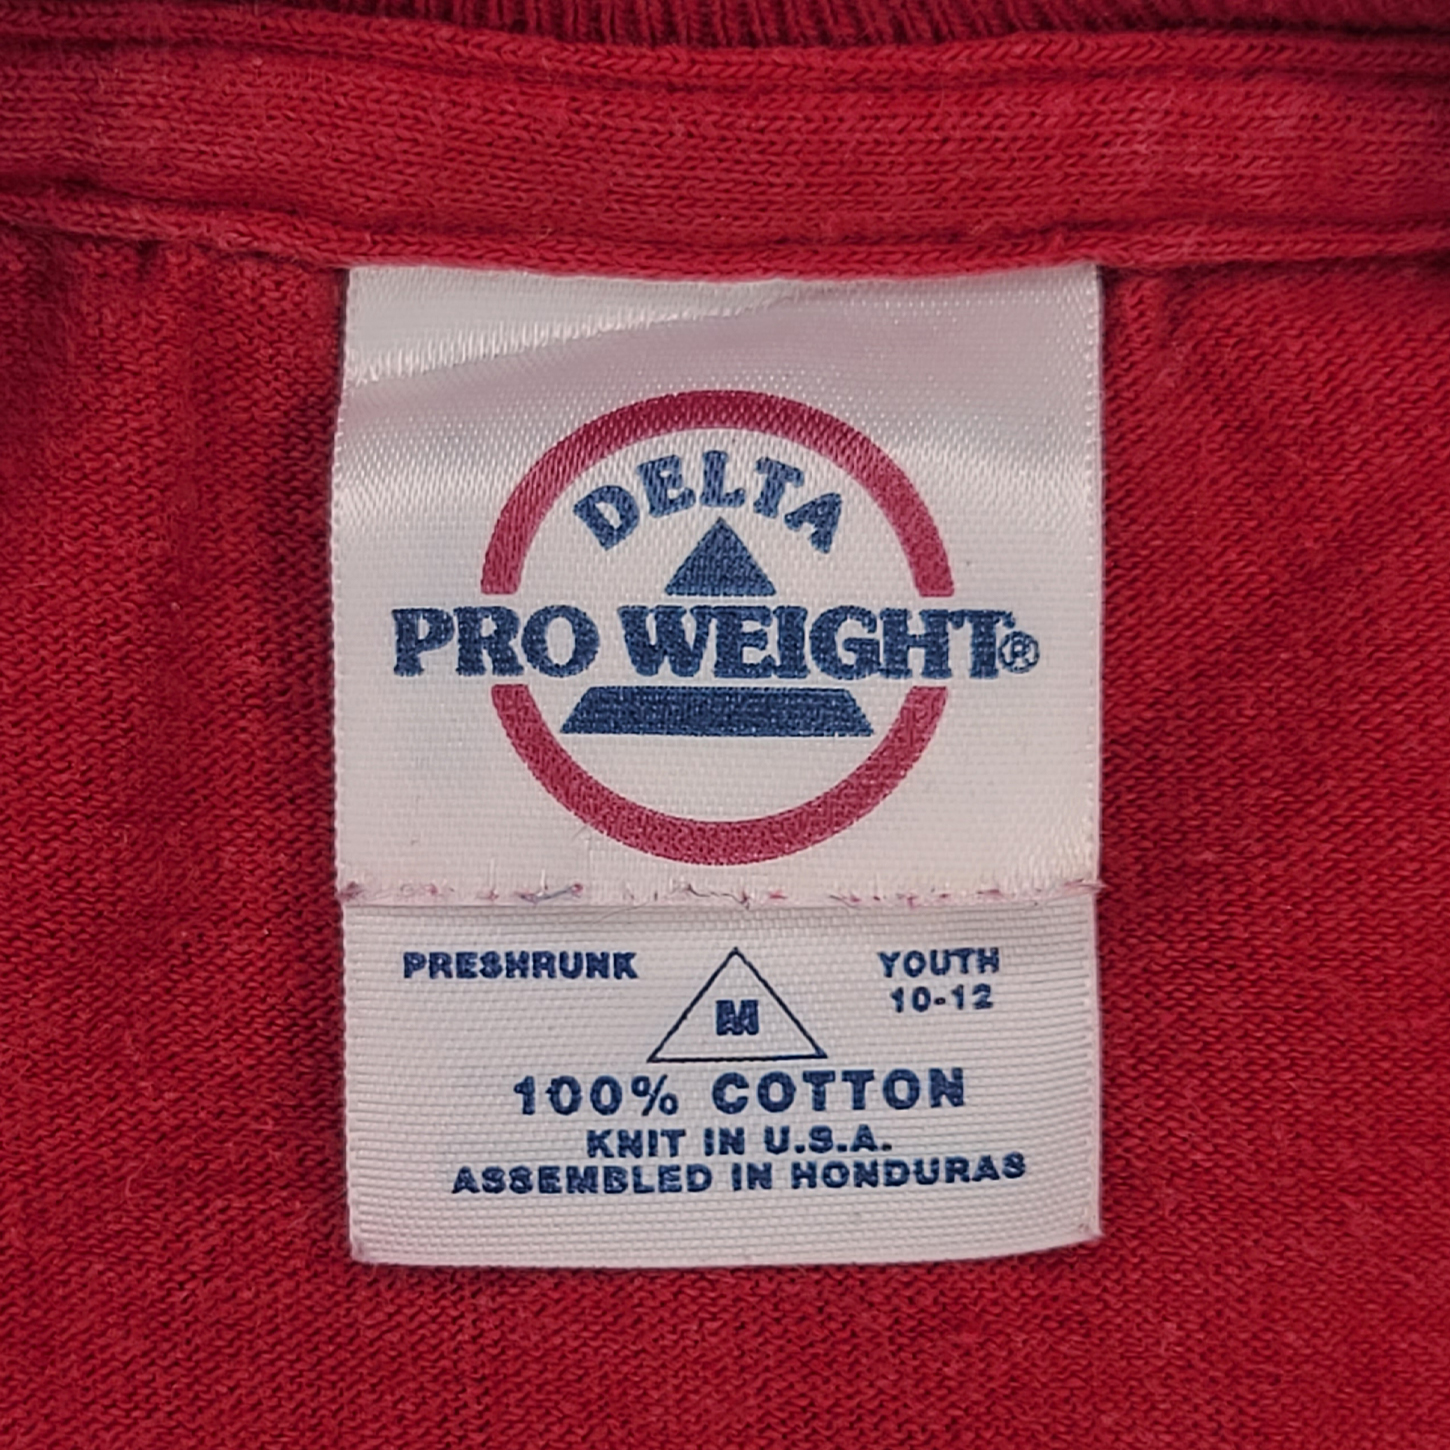 DELTA
PRO WEIGHT®
PRESHRUNK
M
YOUTH
10-12
100% COTTON
KNIT IN U.S.A.
ASSEMBLED IN HONDURAS